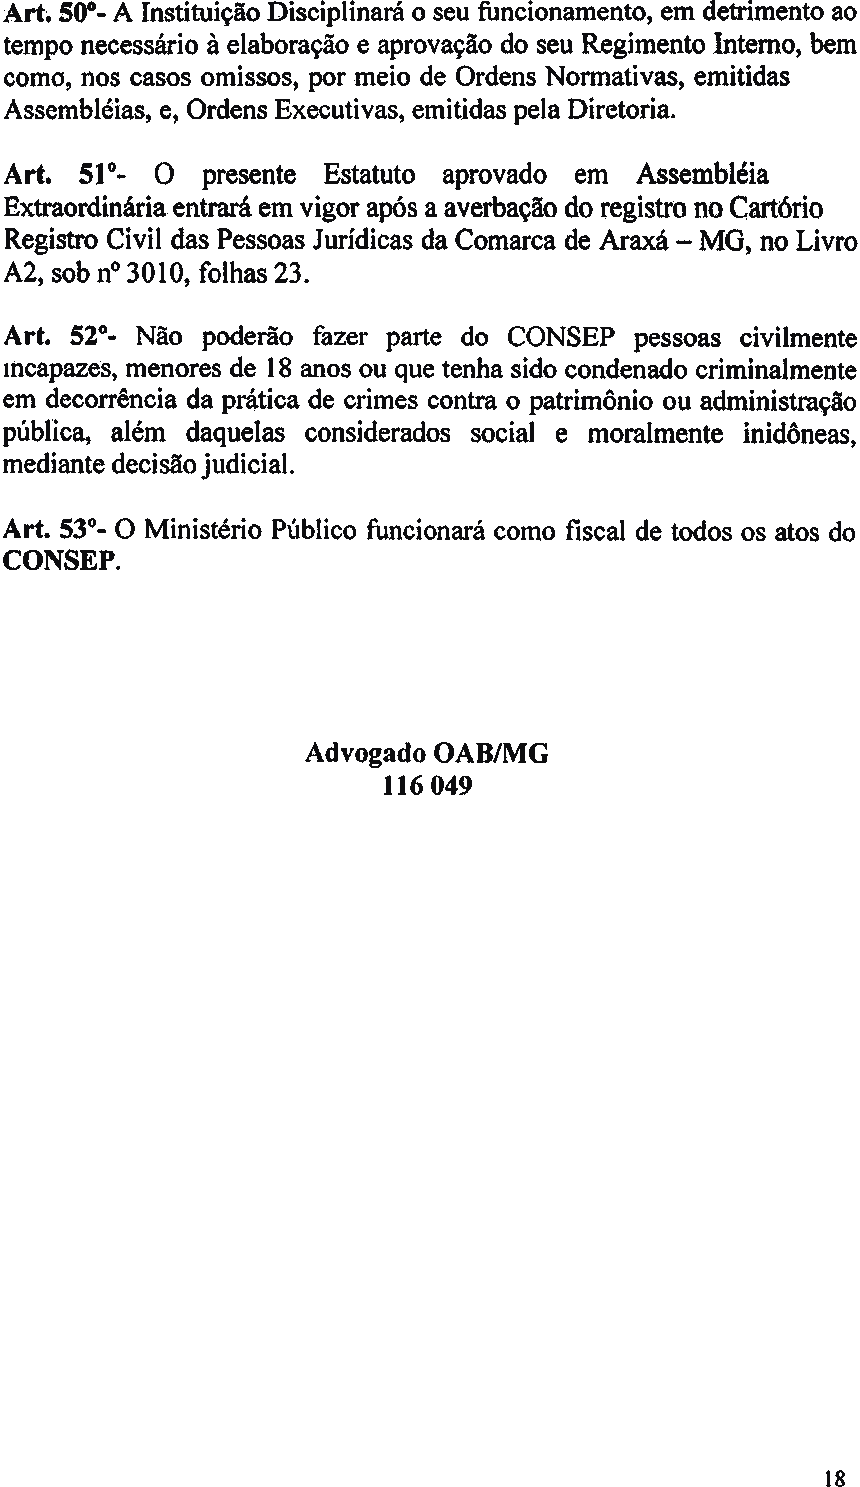 Art. 50º- A Instituição Disciplinará o seu funcionamento, em detrimento ao
tempo necessário à elaboração e aprovação do seu Regimento Interno, bem
como, nos casos omissos, por meio de Ordens Normativas, emitidas
Assembléias, e, Ordens Executivas, emitidas pela Diretoria.
Art. 51º- O presente Estatuto aprovado em Assembléia
Extraordinária entrará em vigor após a averbação do registro no Cartório
Registro Civil das Pessoas Jurídicas da Comarca de Araxá – MG, no Livro
A2, sob nº 3010, folhas 23.
Art. 52º- Não poderão fazer parte do CONSEP pessoas civilmente
incapazes, menores de 18 anos ou que tenha sido condenado criminalmente
em decorrência da prática de crimes contra o patrimônio ou administração
pública, além daquelas considerados social e moralmente inidôneas,
mediante decisão judicial.
Art. 53º- O Ministério Público funcionará como fiscal de todos os atos do
CONSEP.
Advogado OAB/MG
116 049
18